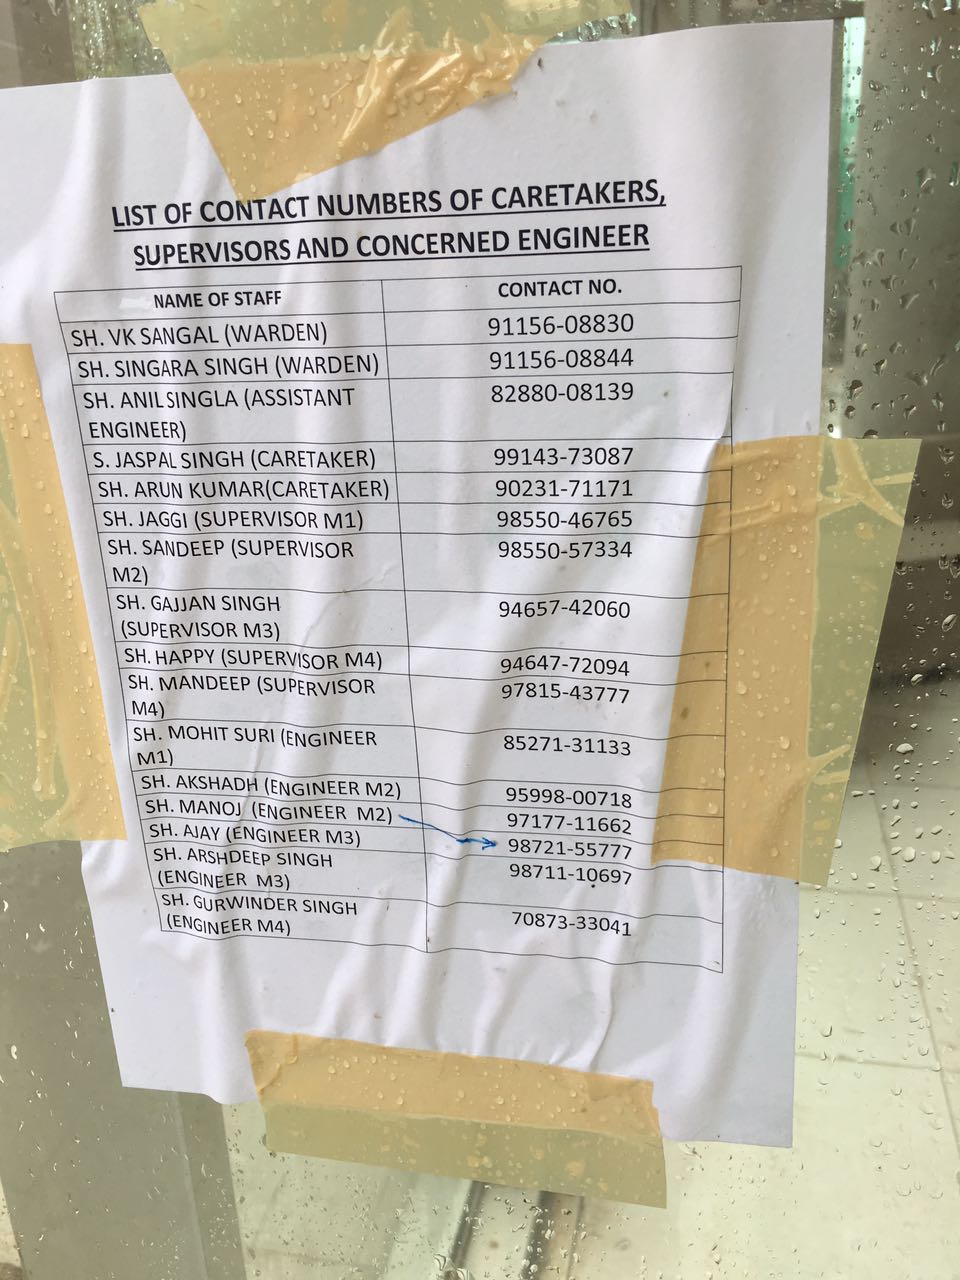 LIST OF CONTACT NUMBERS OF CARETAKERS,
SUPERVISORS AND CONCERNED ENGINEER
NAME OF STAFF CONTACT NO.
SH. VK SANGAL (WARDEN) 91156-08830
SH. SINGARA SINGH (WARDEN) 91156-08844
SH. ANIL SINGLA (ASSISTANT 82880-08139
ENGINEER)
S. JASPAL SINGH (CARETAKER) 99143-73087
SH. ARUN KUMAR(CARETAKER) 90231-71171
SH. JAGGI (SUPERVISOR M1) 98550-46765
SH. SANDEEP (SUPERVISOR 98550-57334
M2)
SH. GAJJAN SINGH 94657-42060
(SUPERVISOR M3)
SH. HAPPY (SUPERVISOR M4) 94647-72094
SH. MANDEEP (SUPERVISOR 97815-43777
M4)
SH. MOHIT SURI (ENGINEER 85271-31133
M1)
SH. AKSHADH (ENGINEER M2) 95998-00718
SH. MANOJ (ENGINEER M2) 97177-11662
SH. AJAY (ENGINEER M3) 98721-55777
SH. ARSHDEEP SINGH 98711-10697
(ENGINEER M3)
SH. GURWINDER SINGH 70873-33041
(ENGINEER M4)